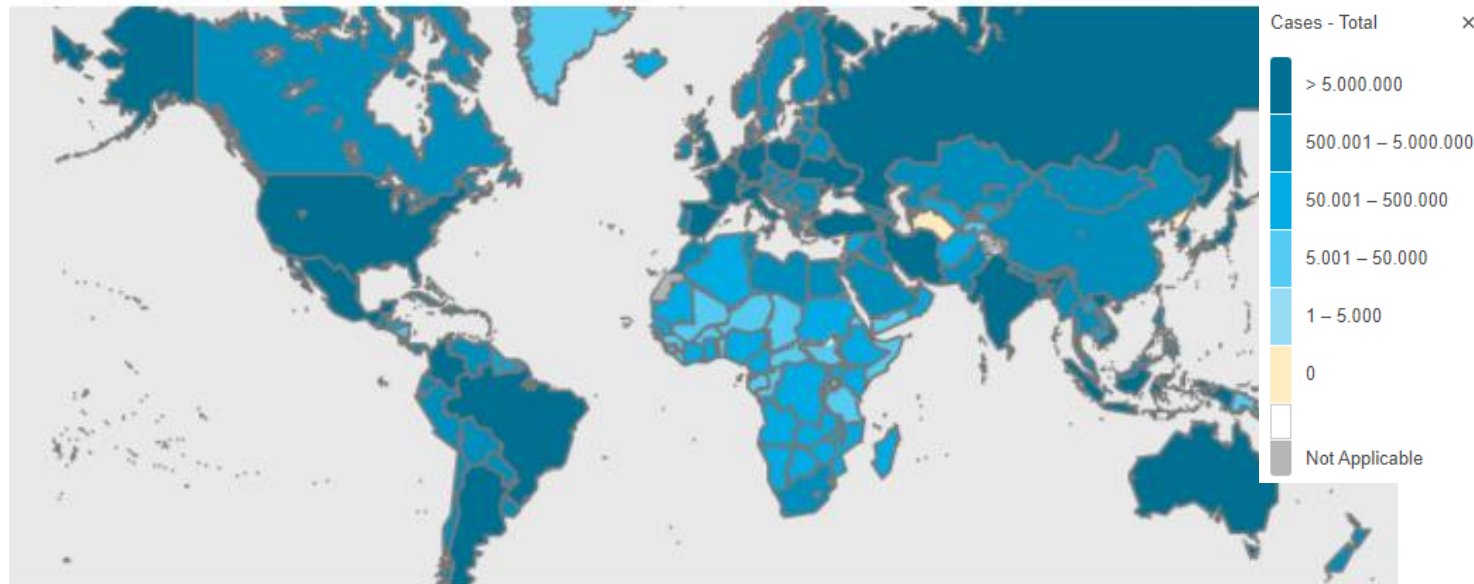 Cases - Total ×
> 5.000.000
500.001 – 5.000.000
50.001 – 500.000
5.001 – 50.000
1 – 5.000
0
Not Applicable